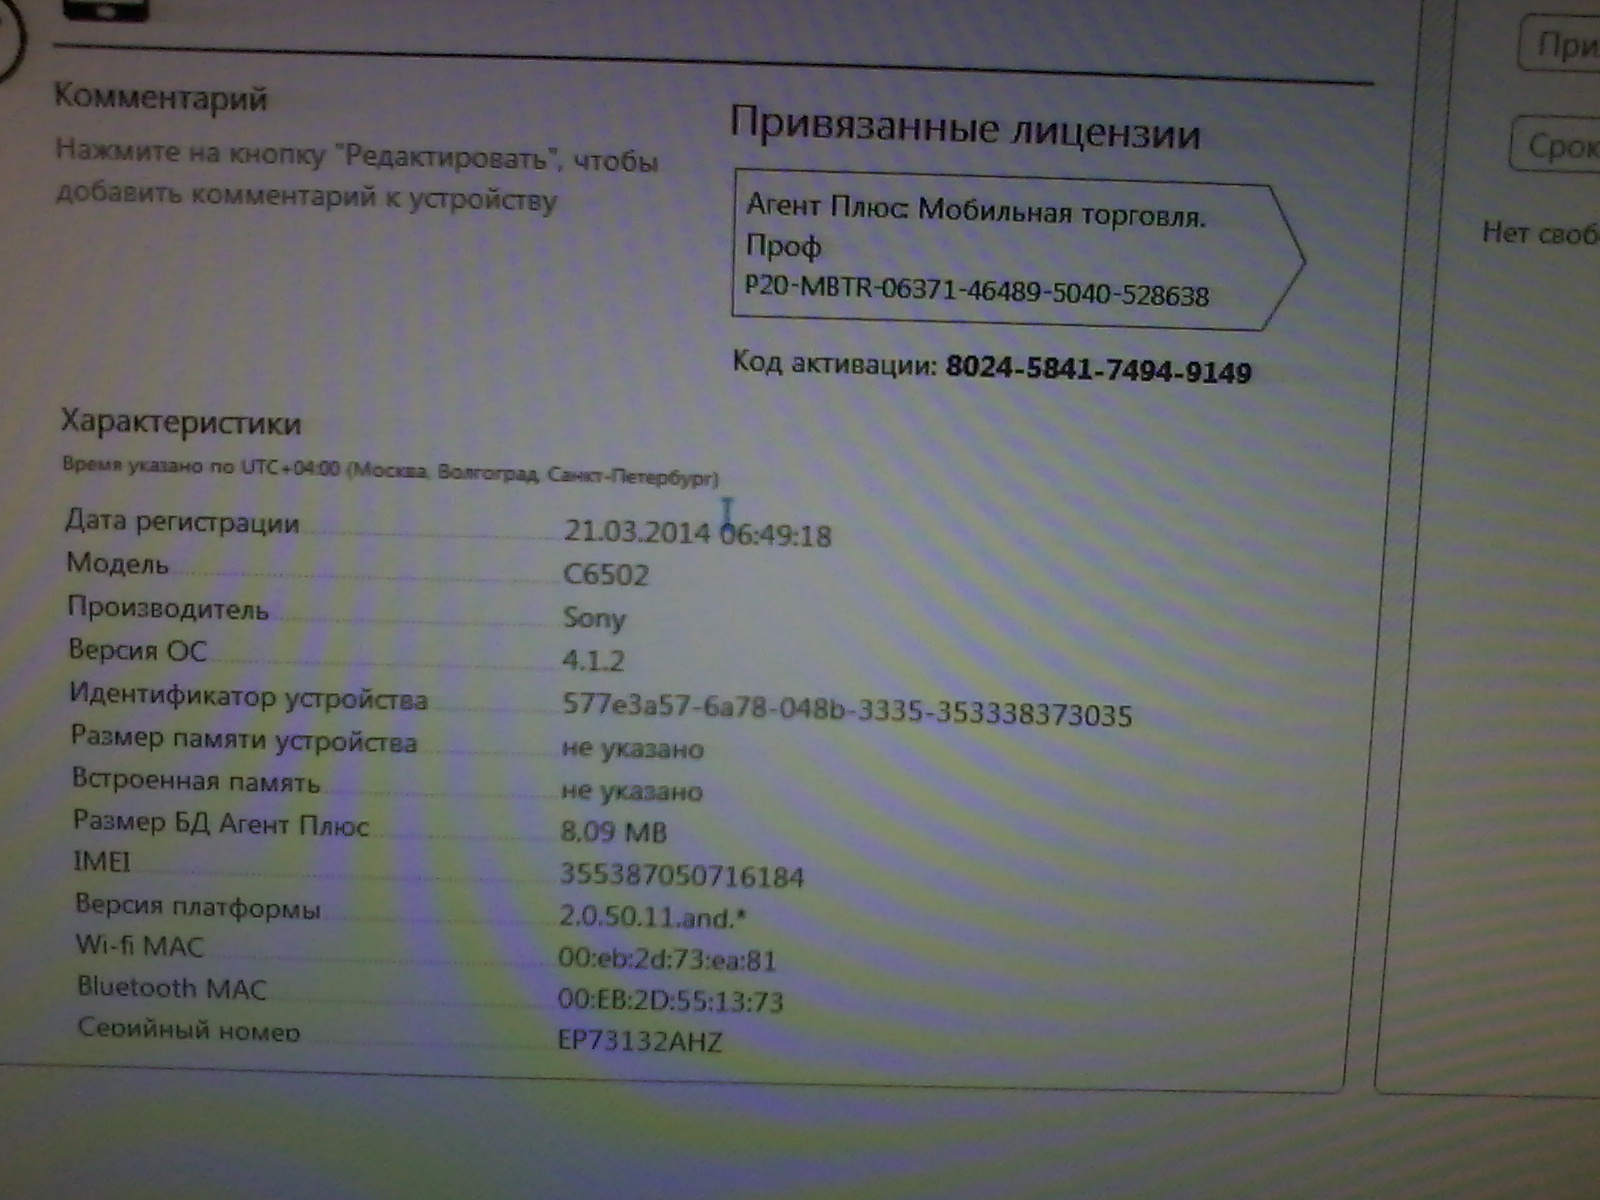 Комментарий
Нажмите на кнопку "Редактировать", чтобы
добавить комментарий к устройству
Привязанные лицензии
Агент Плюс: Мобильная торговля.
Проф
P20-MBTR-06371-46489-5040-528638
Код активации: 8024-5841-7494-9149
Характеристики
Время указано по UTC+04:00 (Москва, Волгоград, Санкт-Петербург)
Дата регистрации 21.03.2014 06:49:18
Модель C6502
Производитель Sony
Версия ОС 4.1.2
Идентификатор устройства 577e3a57-6a78-048b-3335-353338373035
Размер памяти устройства не указано
Встроенная память не указано
Размер БД Агент Плюс 8.09 MB
IMEI 355387050716184
Версия платформы 2.0.50.11.and.*
Wi-fi MAC 00:eb:2d:73:ea:81
Bluetooth MAC 00:EB:2D:55:13:73
Серийный номер EP73132AHZ
При
Срок
Нет своб